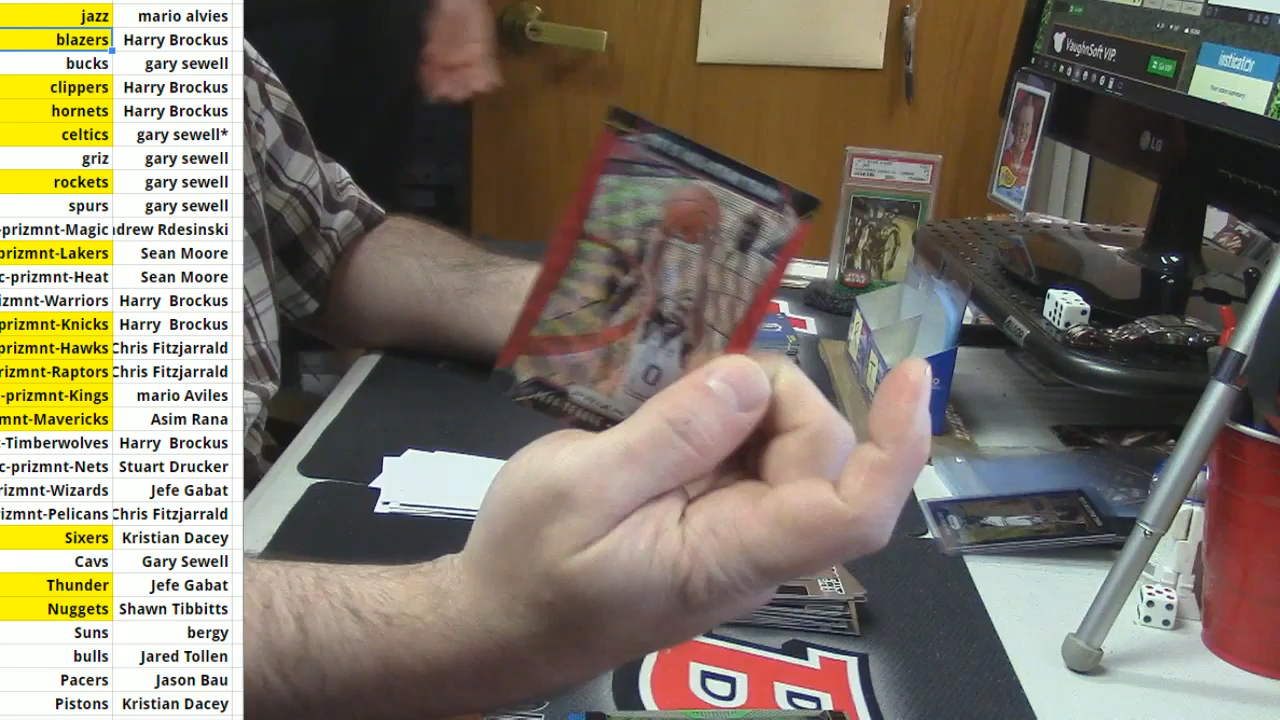 jazz mario alvies
blazers Harry Brockus
bucks gary sewell
clippers Harry Brockus
hornets Harry Brockus
celtics gary sewell*
griz gary sewell
rockets gary sewell
spurs gary sewell
-prizmnt-Magic drew Rdesinski
prizmnt-Lakers Sean Moore
c-prizmnt-Heat Sean Moore
izmnt-Warriors Harry Brockus
prizmnt-Knicks Harry Brockus
prizmnt-Hawks Chris Fitzjarrald
izmnt-Raptors Chris Fitzjarrald
-prizmnt-Kings mario Aviles
mnt-Mavericks Asim Rana
t-Timberwolves Harry Brockus
c-prizmnt-Nets Stuart Drucker
rizmnt-Wizards Jefe Gabat
izmnt-Pelicans Chris Fitzjarrald
Sixers Kristian Dacey
Cavs Gary Sewell
Thunder Jefe Gabat
Nuggets Shawn Tibbitts
Suns bergy
bulls Jared Tollen
Pacers Jason Bau
Pistons Kristian Dacey
VaughnSoft VIP.
insticator
LG
0